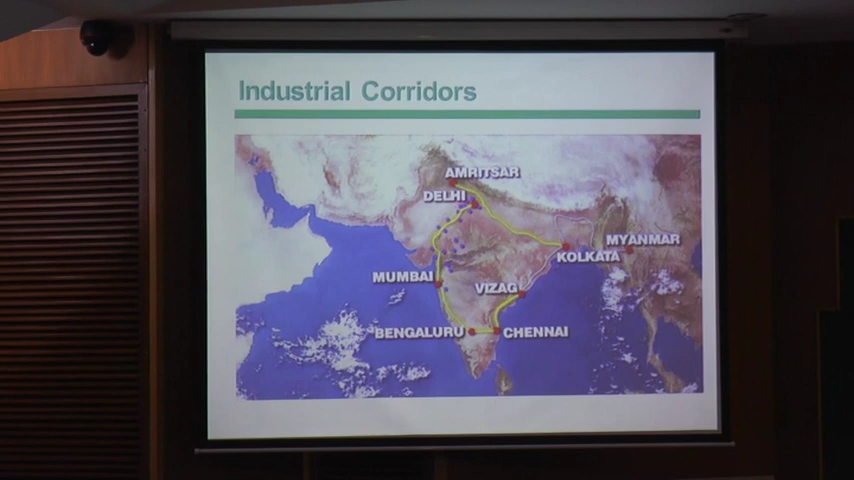 Industrial Corridors
AMRITSAR
DELHI
MYANMAR
KOLKATA
MUMBAI
VIZAG
BENGALURU
CHENNAI